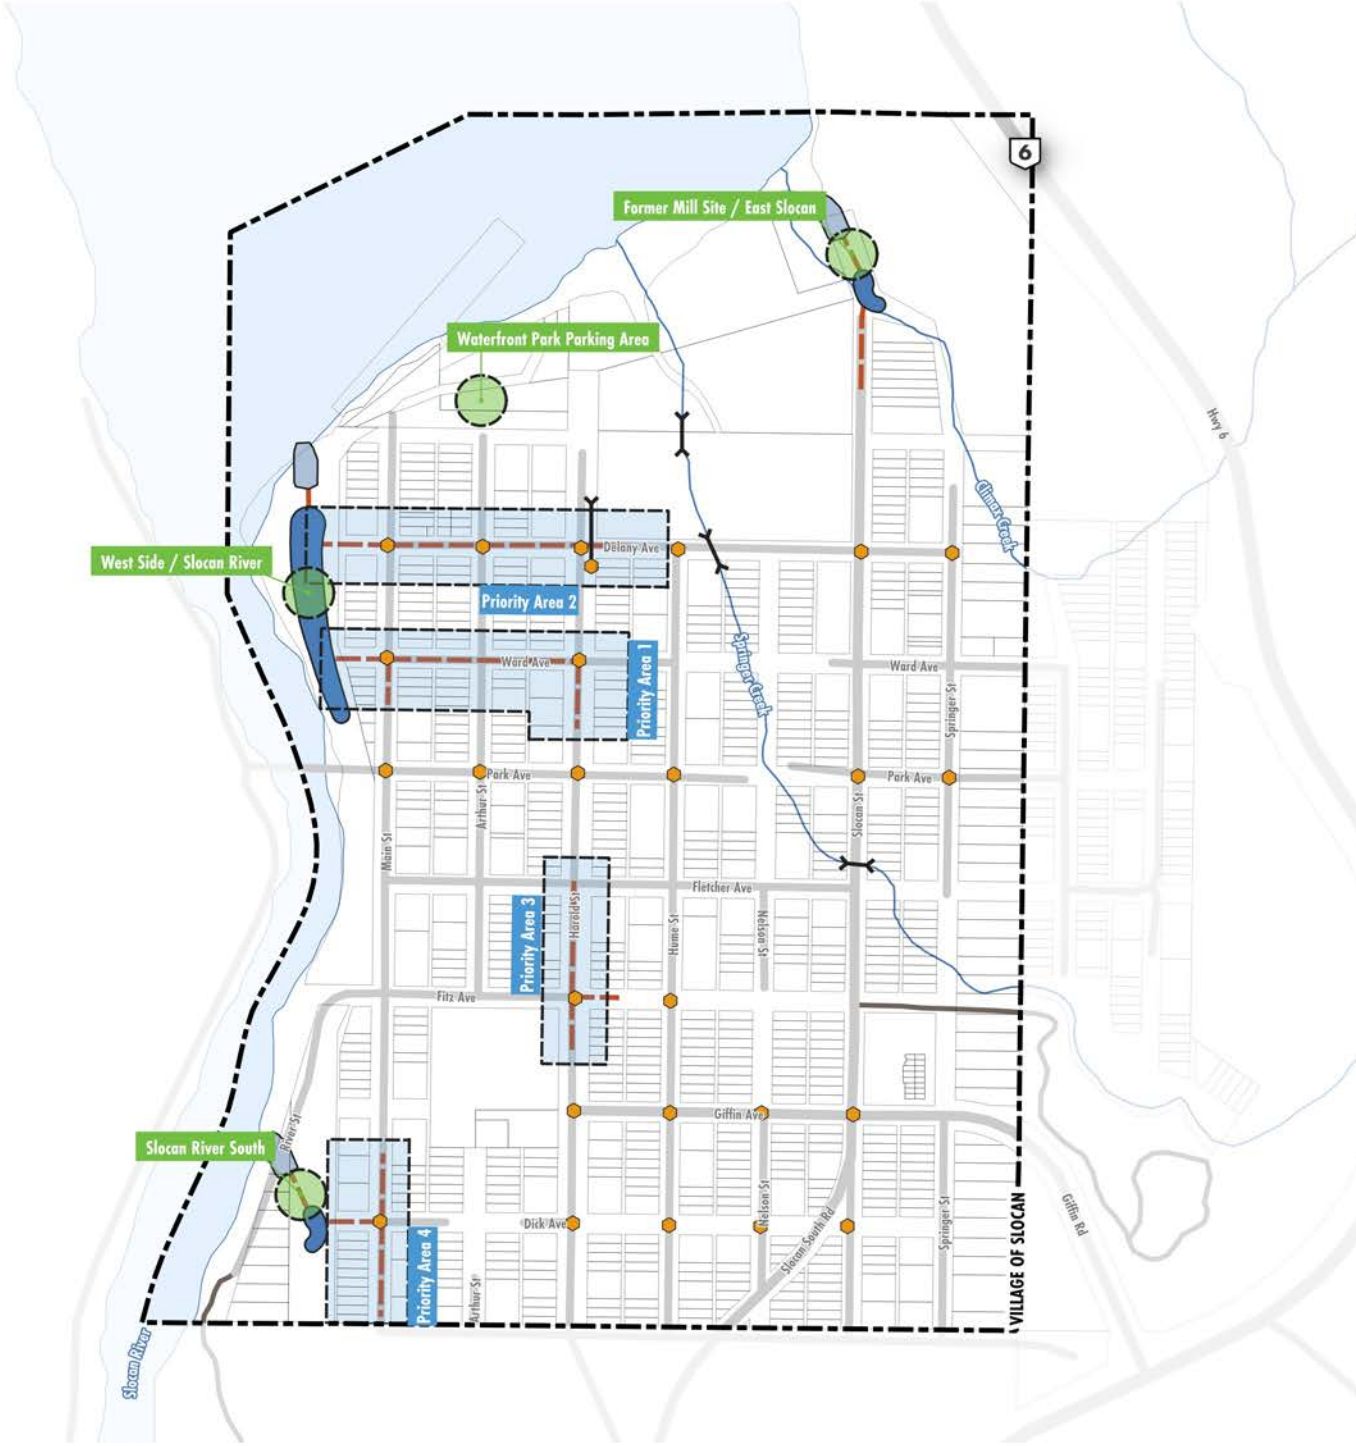 6
Former Mill Site / East Slocan
Waterfront Park Parking Area
Hwy 6
Climax Creek
Delany Ave
West Side / Slocan River
Priority Area 2
Springer Creek
Ward Ave
Priority Area 1
Ward Ave
Springer St
Park Ave
Park Ave
Arthur St
Slocan St
Main St
Fletcher Ave
Priority Area 3
Harold St
Hume St
Nelson St
Fitz Ave
Giffin Ave
River St
Slocan River South
Nelson St
Slocan South Rd
Springer St
Giffin Rd
VILLAGE OF SLOCAN
Dick Ave
Priority Area 4
Arthur St
Slocan River